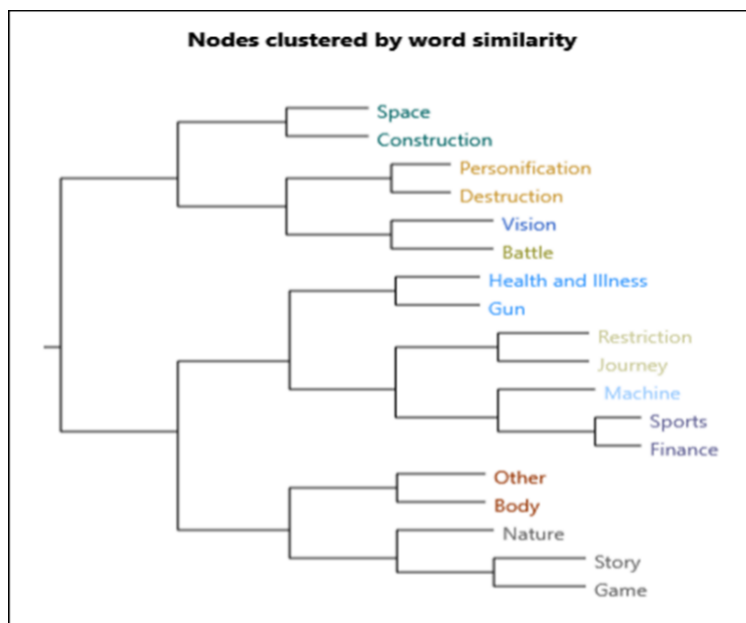 Nodes clustered by word similarity
Space
Construction
Personification
Destruction
Vision
Battle
Health and Illness
Gun
Restriction
Journey
Machine
Sports
Finance
Other
Body
Nature
Story
Game